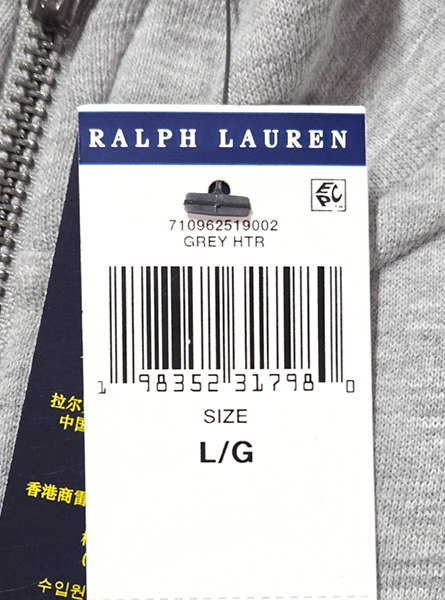 RALPH LAUREN
EPC
710962519002
GREY HTR
1 98352 31798 0
SIZE
L/G
拉尔
中国
香港商雷
수입원